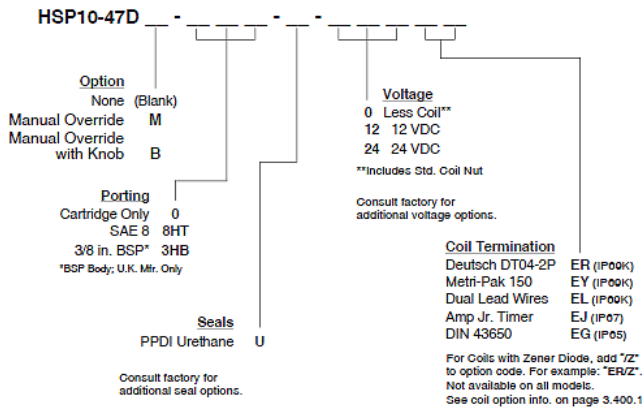 HSP10-47D __ - __ __ __ - __ - __ __ __ __ __
Option
None (Blank)
Manual Override M
Manual Override
with Knob B
Porting
Cartridge Only 0
SAE 8 8HT
3/8 in. BSP* 3HB
*BSP Body; U.K. Mfr. Only
Seals
PPDI Urethane U
Consult factory for
additional seal options.
Voltage
0 Less Coil**
12 12 VDC
24 24 VDC
**Includes Std. Coil Nut
Consult factory for
additional voltage options.
Coil Termination
Deutsch DT04-2P ER (IP69K)
Metri-Pak 150 EY (IP69K)
Dual Lead Wires EL (IP69K)
Amp Jr. Timer EJ (IP67)
DIN 43650 EG (IP65)
For Coils with Zener Diode, add "/Z"
to option code. For example: "ER/Z".
Not available on all models.
See coil option info. on page 3.400.1